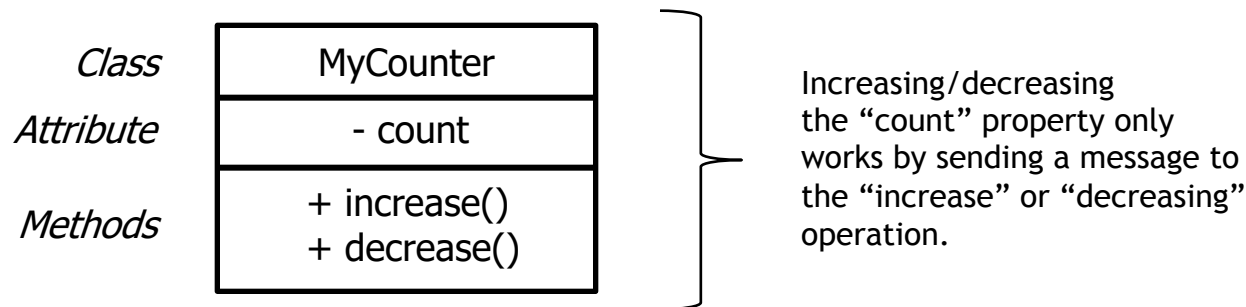 Class
MyCounter
Attribute
- count
Methods
+ increase()
+ decrease()
Increasing/decreasing
the “count” property only
works by sending a message to
the “increase” or “decreasing”
operation.